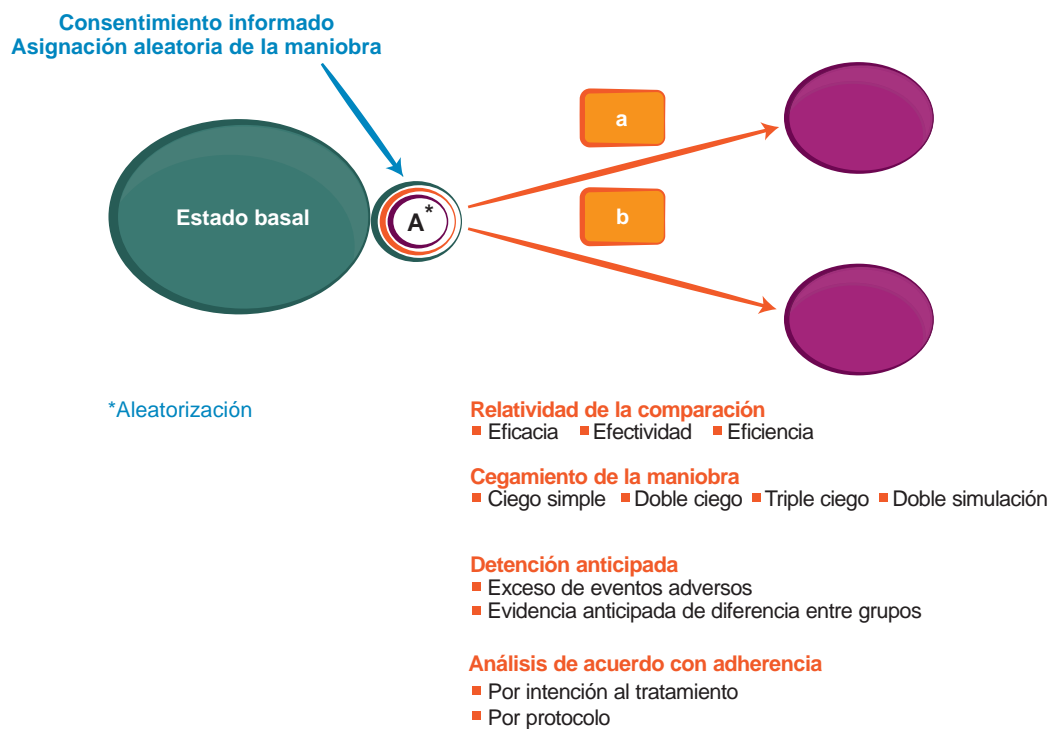 Consentimiento informado
Asignación aleatoria de la maniobra
a
Estado basal
A*
b
*Aleatorización
Relatividad de la comparación
Eficacia Efectividad Eficiencia
Cegamiento de la maniobra
Ciego simple Doble ciego Triple ciego Doble simulación
Detención anticipada
Exceso de eventos adversos
Evidencia anticipada de diferencia entre grupos
Análisis de acuerdo con adherencia
Por intención al tratamiento
Por protocolo